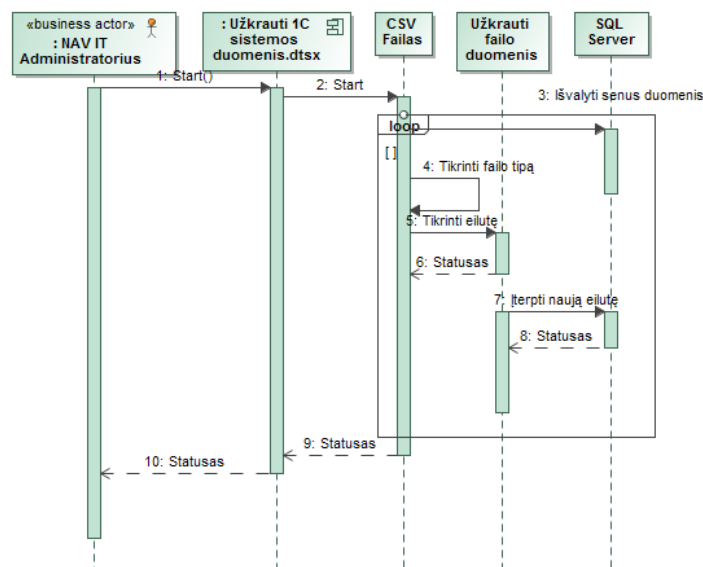 «business actor»
: NAV IT
Administratorius
: Užkrauti 1C
sistemos
duomenis.dtsx
CSV
Failas
Užkrauti
failo
duomenis
SQL
Server
1: Start()
2: Start
3: Išvalyti senus duomenis
loop
[ ]
4: Tikrinti failo tipą
5: Tikrinti eilutę
6: Statusas
7: Įterpti naują eilutę
8: Statusas
9: Statusas
10: Statusas